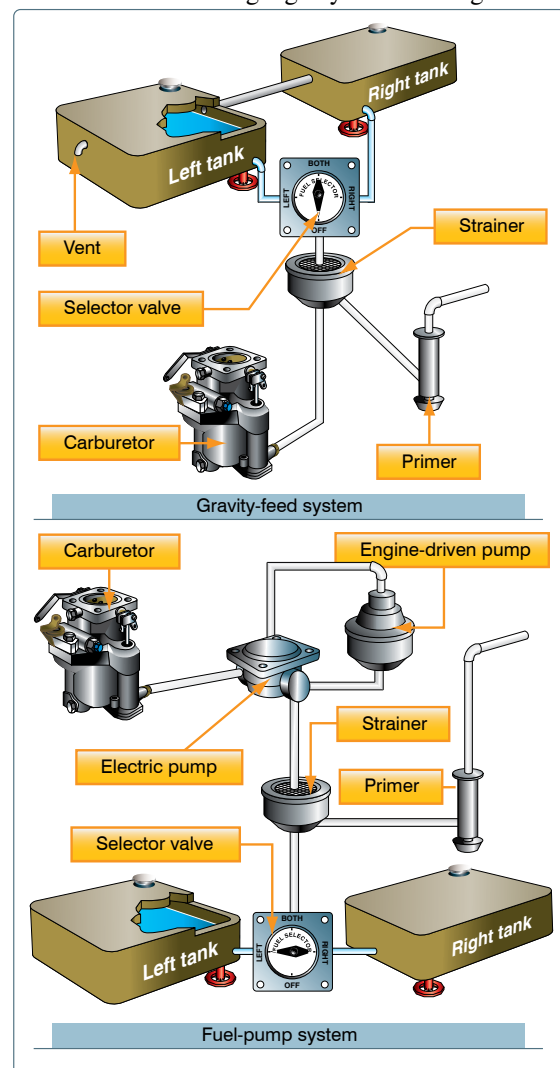 Right tank
Left tank
BOTH
LEFT
FUEL SELECTOR
RIGHT
OFF
Strainer
Vent
Selector valve
Carburetor
Primer
Gravity-feed system
Carburetor
Engine-driven pump
Strainer
Electric pump
Primer
Selector valve
Left tank
BOTH
LEFT
FUEL SELECTOR
RIGHT
OFF
Right tank
Fuel-pump system